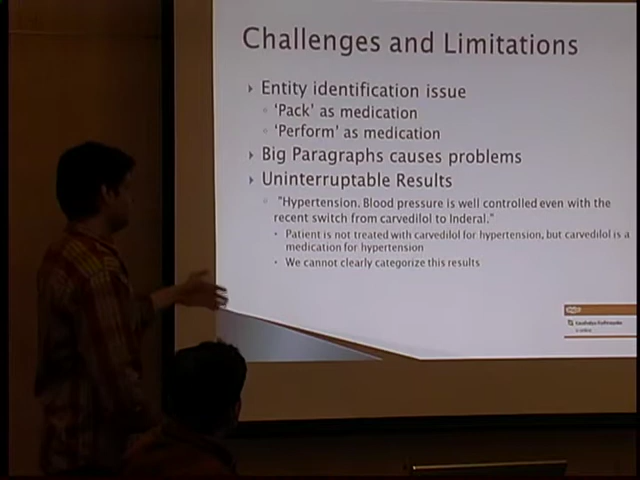 Challenges and Limitations
Entity identification issue
'Pack' as medication
'Perform' as medication
Big Paragraphs causes problems
Uninterruptable Results
"Hypertension. Blood pressure is well controlled even with the
recent switch from carvedilol to Inderal."
Patient is not treated with carvedilol for hypertension, but carvedilol is a
medication for hypertension
We cannot clearly categorize this results